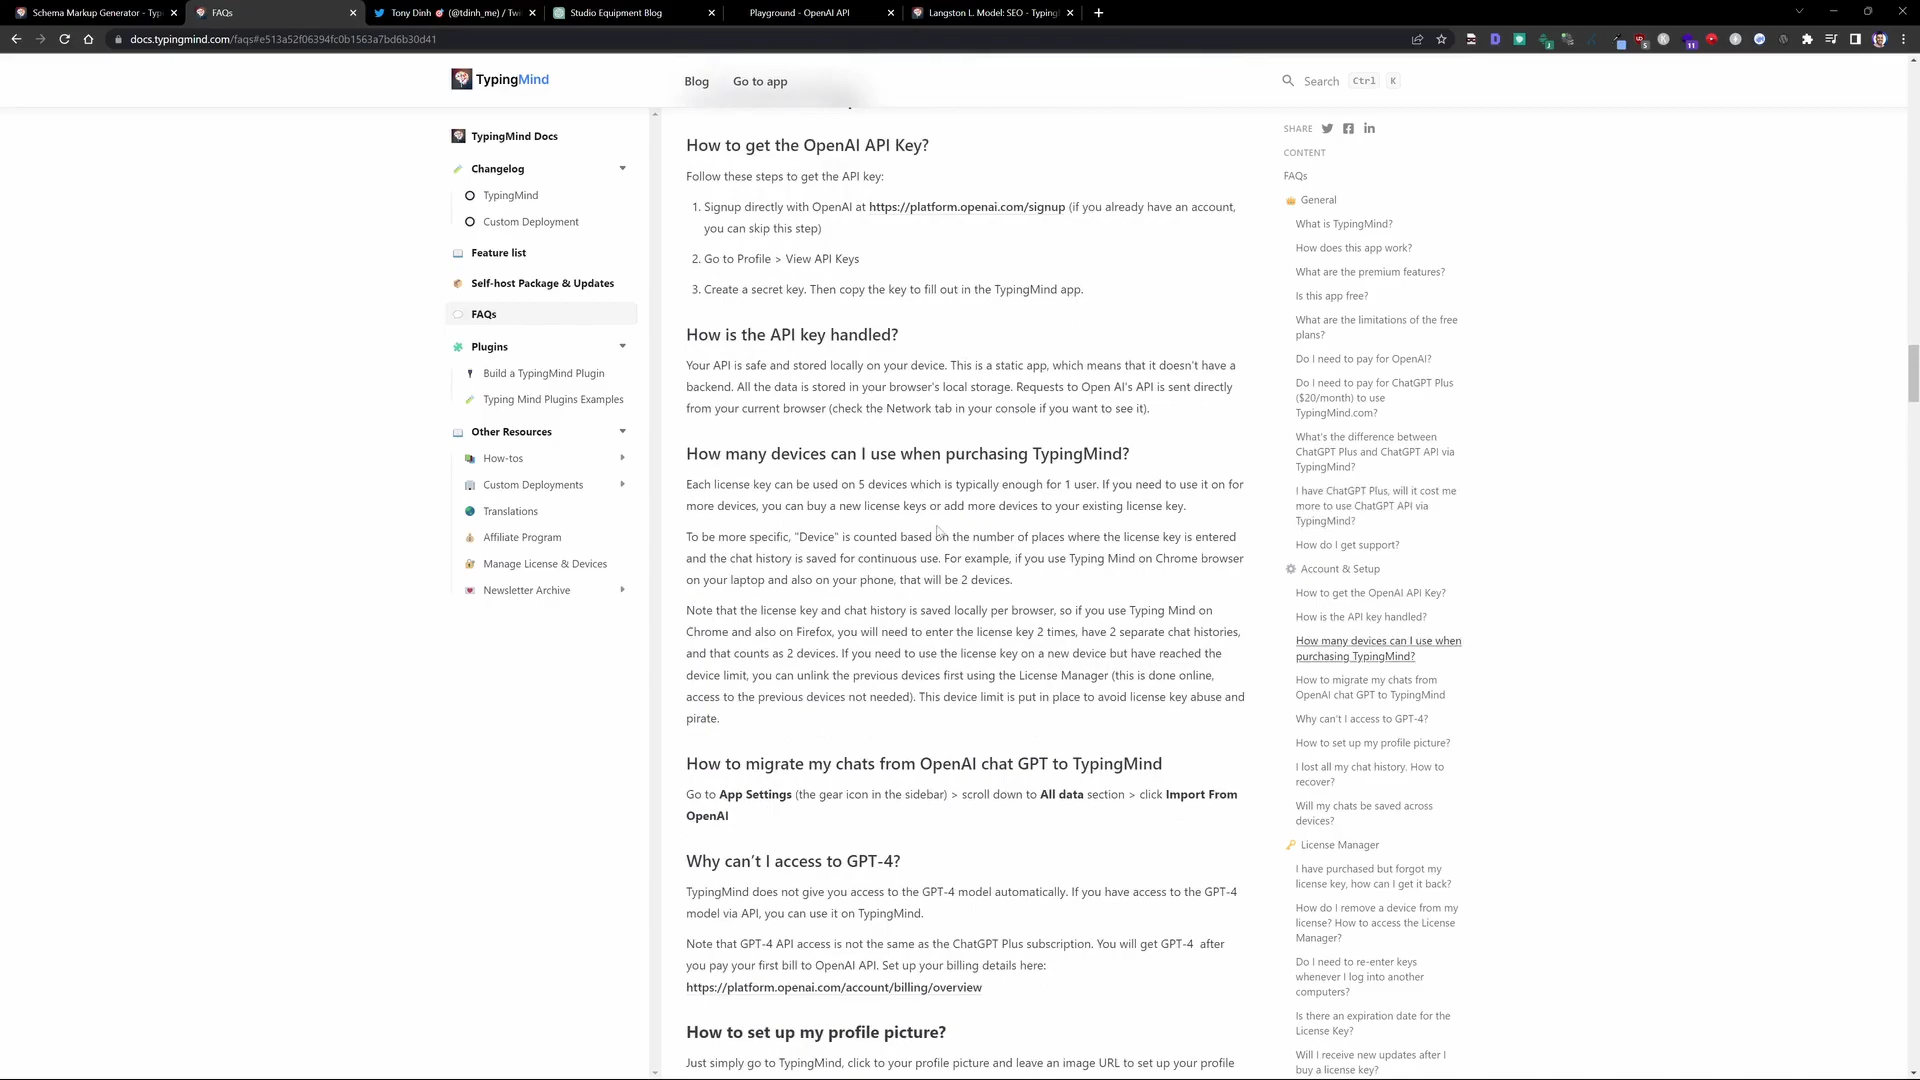 Schema Markup Generator - Typ
FAQs
Tony Dinh
(@tdinh_me) / Tw
Studio Equipment Blog
Playground - OpenAI API
Langston L. Model: SEO - Typing
docs.typingmind.com/faqs#e513a52f06394fc0b1563a7bd6b30d41
TypingMind
Blog
Go to app
Search
Ctrl
K
TypingMind Docs
Changelog
TypingMind
Custom Deployment
Feature list
Self-host Package & Updates
FAQs
Plugins
Build a TypingMind Plugin
Typing Mind Plugins Examples
Other Resources
How-tos
Custom Deployments
Translations
Affiliate Program
Manage License & Devices
Newsletter Archive
How to get the OpenAI API Key?
Follow these steps to get the API key:
1. Signup directly with OpenAI at https://platform.openai.com/signup (if you already have an account,
you can skip this step)
2. Go to Profile > View API Keys
3. Create a secret key. Then copy the key to fill out in the TypingMind app.
How is the API key handled?
Your API is safe and stored locally on your device. This is a static app, which means that it doesn't have a
backend. All the data is stored in your browser's local storage. Requests to Open AI's API is sent directly
from your current browser (check the Network tab in your console if you want to see it).
How many devices can I use when purchasing TypingMind?
Each license key can be used on 5 devices which is typically enough for 1 user. If you need to use it on for
more devices, you can buy a new license keys or add more devices to your existing license key.
To be more specific, "Device" is counted based on the number of places where the license key is entered
and the chat history is saved for continuous use. For example, if you use Typing Mind on Chrome browser
on your laptop and also on your phone, that will be 2 devices.
Note that the license key and chat history is saved locally per browser, so if you use Typing Mind on
Chrome and also on Firefox, you will need to enter the license key 2 times, have 2 separate chat histories,
and that counts as 2 devices. If you need to use the license key on a new device but have reached the
device limit, you can unlink the previous devices first using the License Manager (this is done online,
access to the previous devices not needed). This device limit is put in place to avoid license key abuse and
pirate.
How to migrate my chats from OpenAI chat GPT to TypingMind
Go to App Settings (the gear icon in the sidebar) > scroll down to All data section > click Import From
OpenAI
Why can’t I access to GPT-4?
TypingMind does not give you access to the GPT-4 model automatically. If you have access to the GPT-4
model via API, you can use it on TypingMind.
Note that GPT-4 API access is not the same as the ChatGPT Plus subscription. You will get GPT-4 after
you pay your first bill to OpenAI API. Set up your billing details here:
https://platform.openai.com/account/billing/overview
How to set up my profile picture?
Just simply go to TypingMind, click to your profile picture and leave an image URL to set up your profile
SHARE
CONTENT
FAQs
General
What is TypingMind?
How does this app work?
What are the premium features?
Is this app free?
What are the limitations of the free
plans?
Do I need to pay for OpenAI?
Do I need to pay for ChatGPT Plus
($20/month) to use
TypingMind.com?
What's the difference between
ChatGPT Plus and ChatGPT API via
TypingMind?
I have ChatGPT Plus, will it cost me
more to use ChatGPT API via
TypingMind?
How do I get support?
Account & Setup
How to get the OpenAI API Key?
How is the API key handled?
How many devices can I use when
purchasing TypingMind?
How to migrate my chats from
OpenAI chat GPT to TypingMind
Why can’t I access to GPT-4?
How to set up my profile picture?
I lost all my chat history. How to
recover?
Will my chats be saved across
devices?
License Manager
I have purchased but forgot my
license key, how can I get it back?
How do I remove a device from my
license? How to access the License
Manager?
Do I need to re-enter keys
whenever I log into another
computers?
Is there an expiration date for the
License Key?
Will I receive new updates after I
buy a license key?